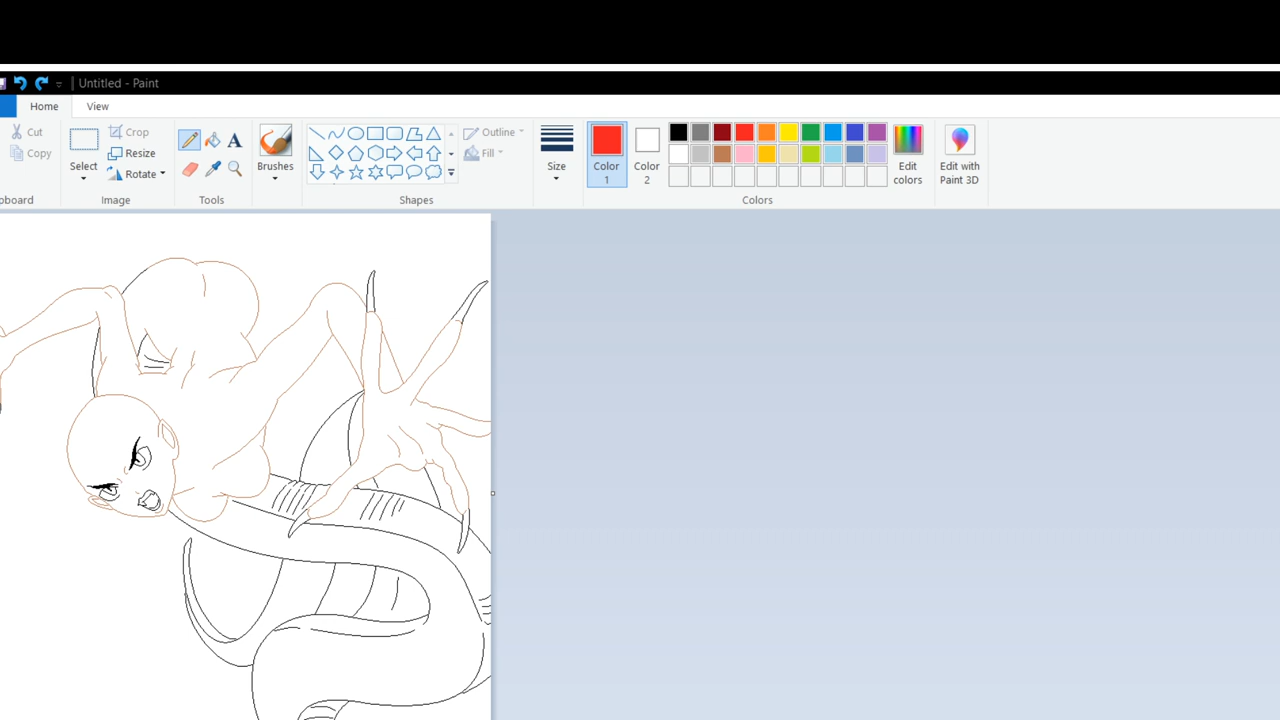 Untitled - Paint
Home
View
Cut
Copy
Select
Crop
Resize
Rotate
A
Brushes
Outline
Fill
Size
Color
1
Color
2
Edit
colors
Edit with
Paint 3D
pboard
Image
Tools
Shapes
Colors